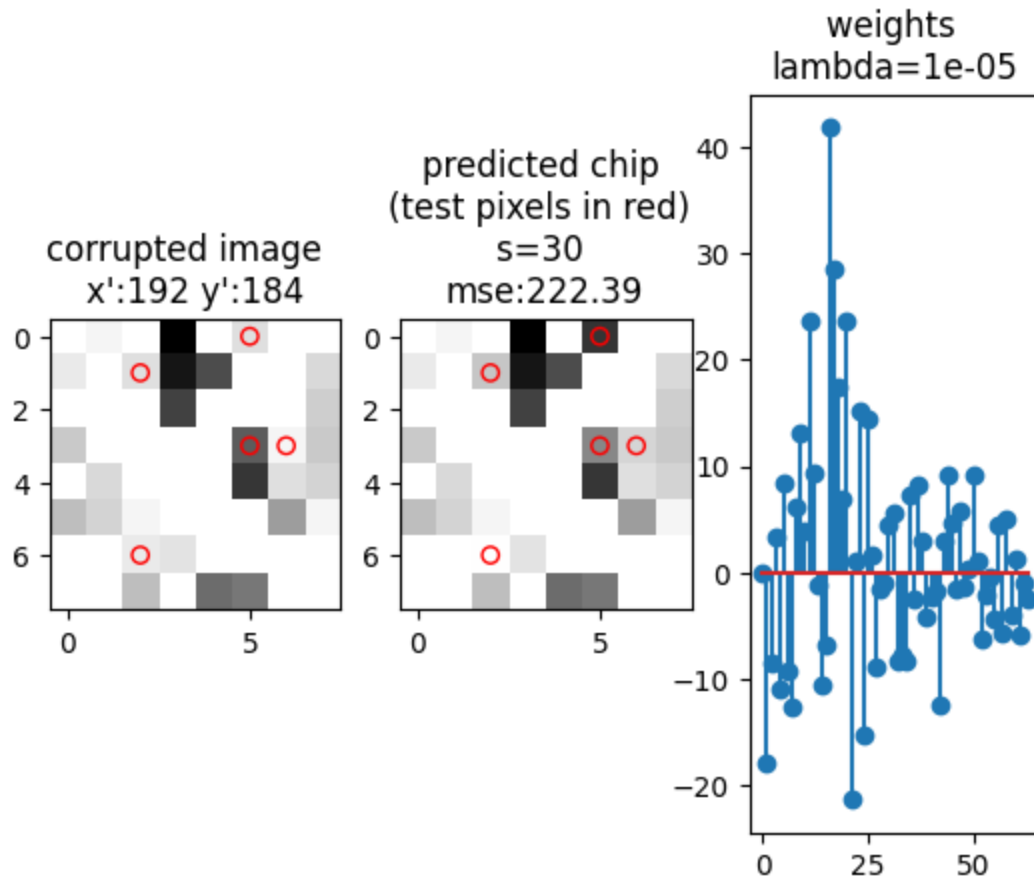 corrupted image
x':192 y':184
0
2
4
6
0
5
predicted chip
(test pixels in red)
s=30
mse:222.39
0
2
4
6
0
5
weights
lambda=1e-05
40
30
20
10
0
−10
−20
0
25
50